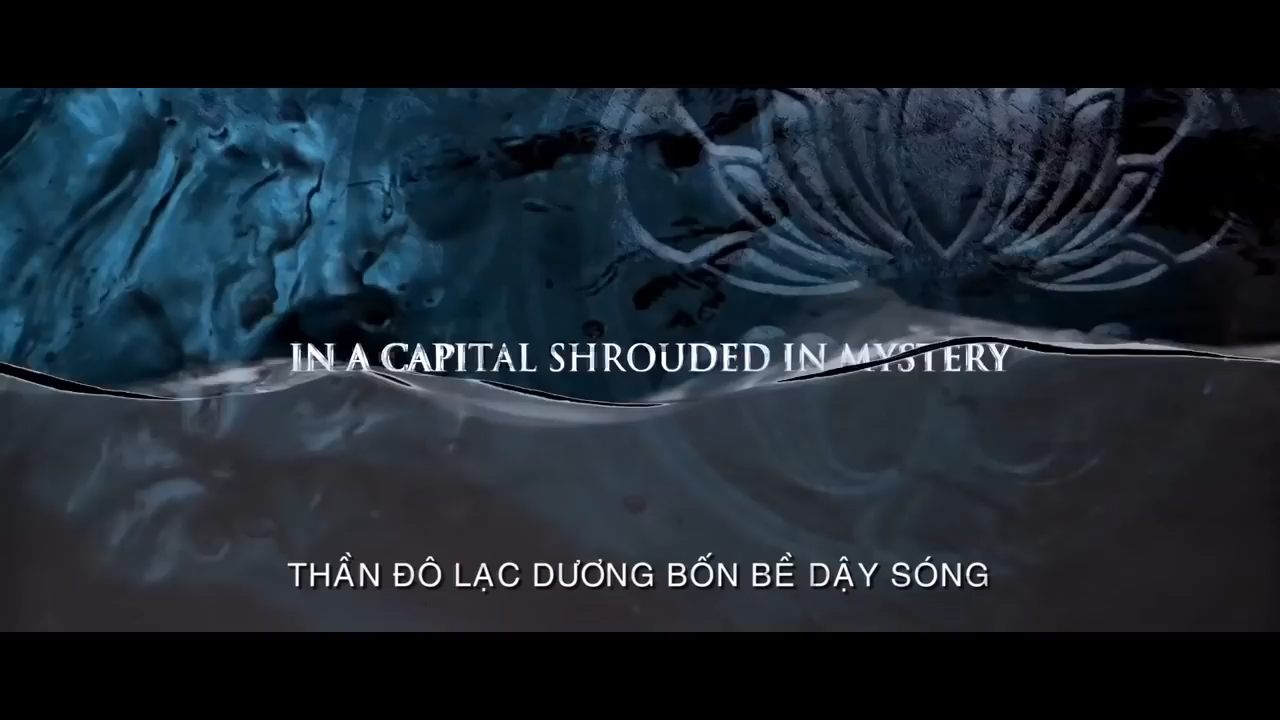 IN A CAPITAL SHROUDED IN MYSTERY
THẦN ĐÔ LẠC DƯƠNG BỐN BỀ DẬY SÓNG